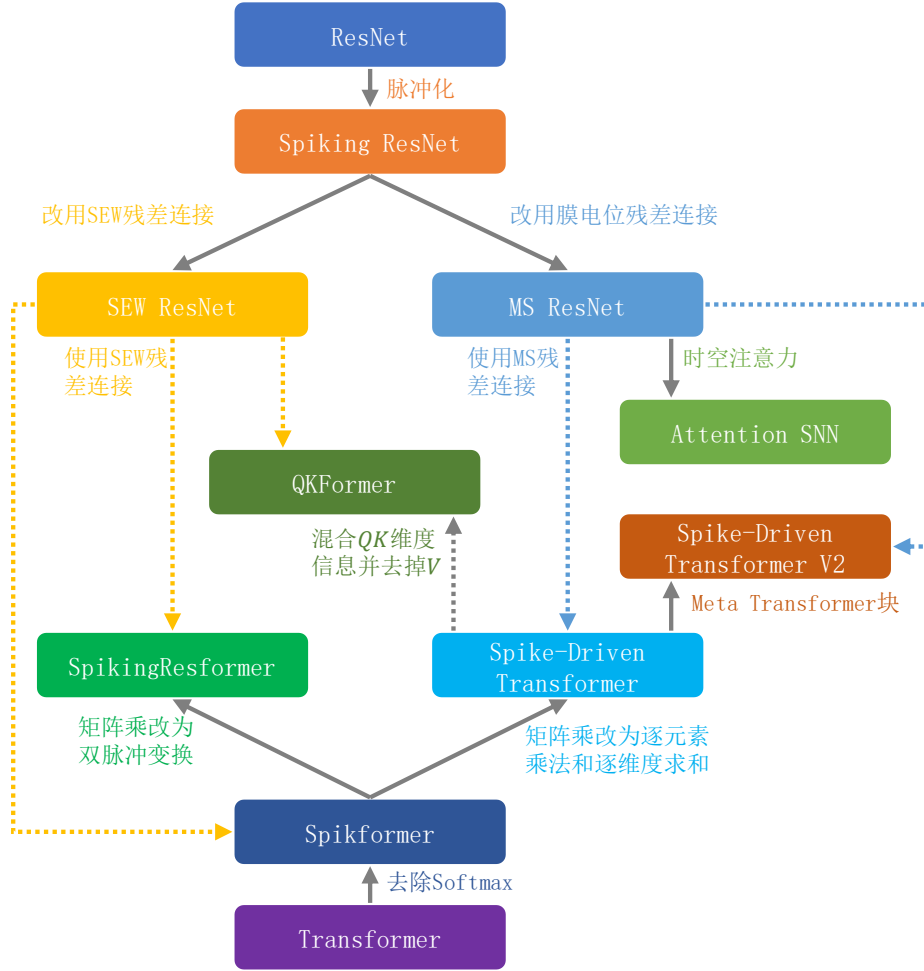 ResNet
脉冲化
Spiking ResNet
改用SEW残差连接
改用膜电位残差连接
SEW ResNet
MS ResNet
使用SEW残
差连接
使用MS残
差连接
时空注意力
Attention SNN
QKFormer
混合QK维度
信息并去掉V
Spike-Driven
Transformer V2
Meta Transformer块
SpikingResformer
Spike-Driven
Transformer
矩阵乘改为
双脉冲变换
矩阵乘改为逐元素
乘法和逐维度求和
Spikformer
去除Softmax
Transformer